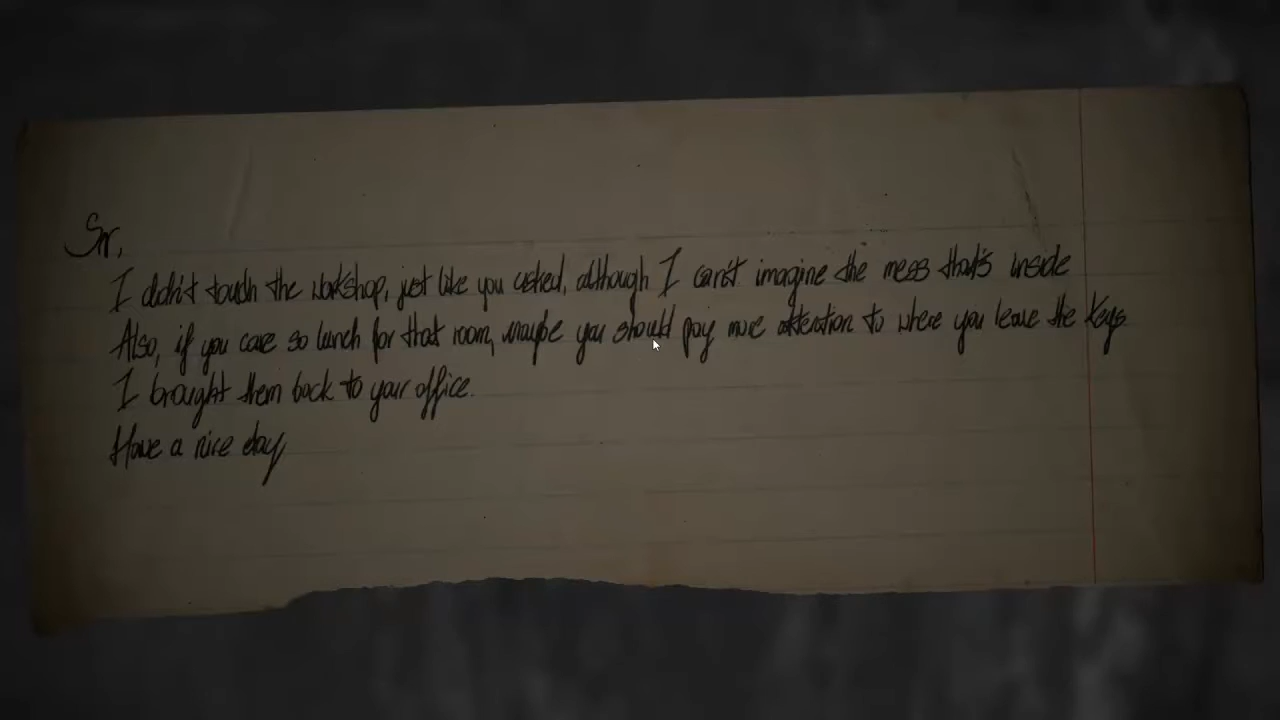 Sir,
I didn't touch the workshop, just like you asked, although I can't imagine the mess that's inside
Also, if you care so much for that room, maybe you should pay more attention to where you leave the keys.
I brought them back to your office.
Have a nice day